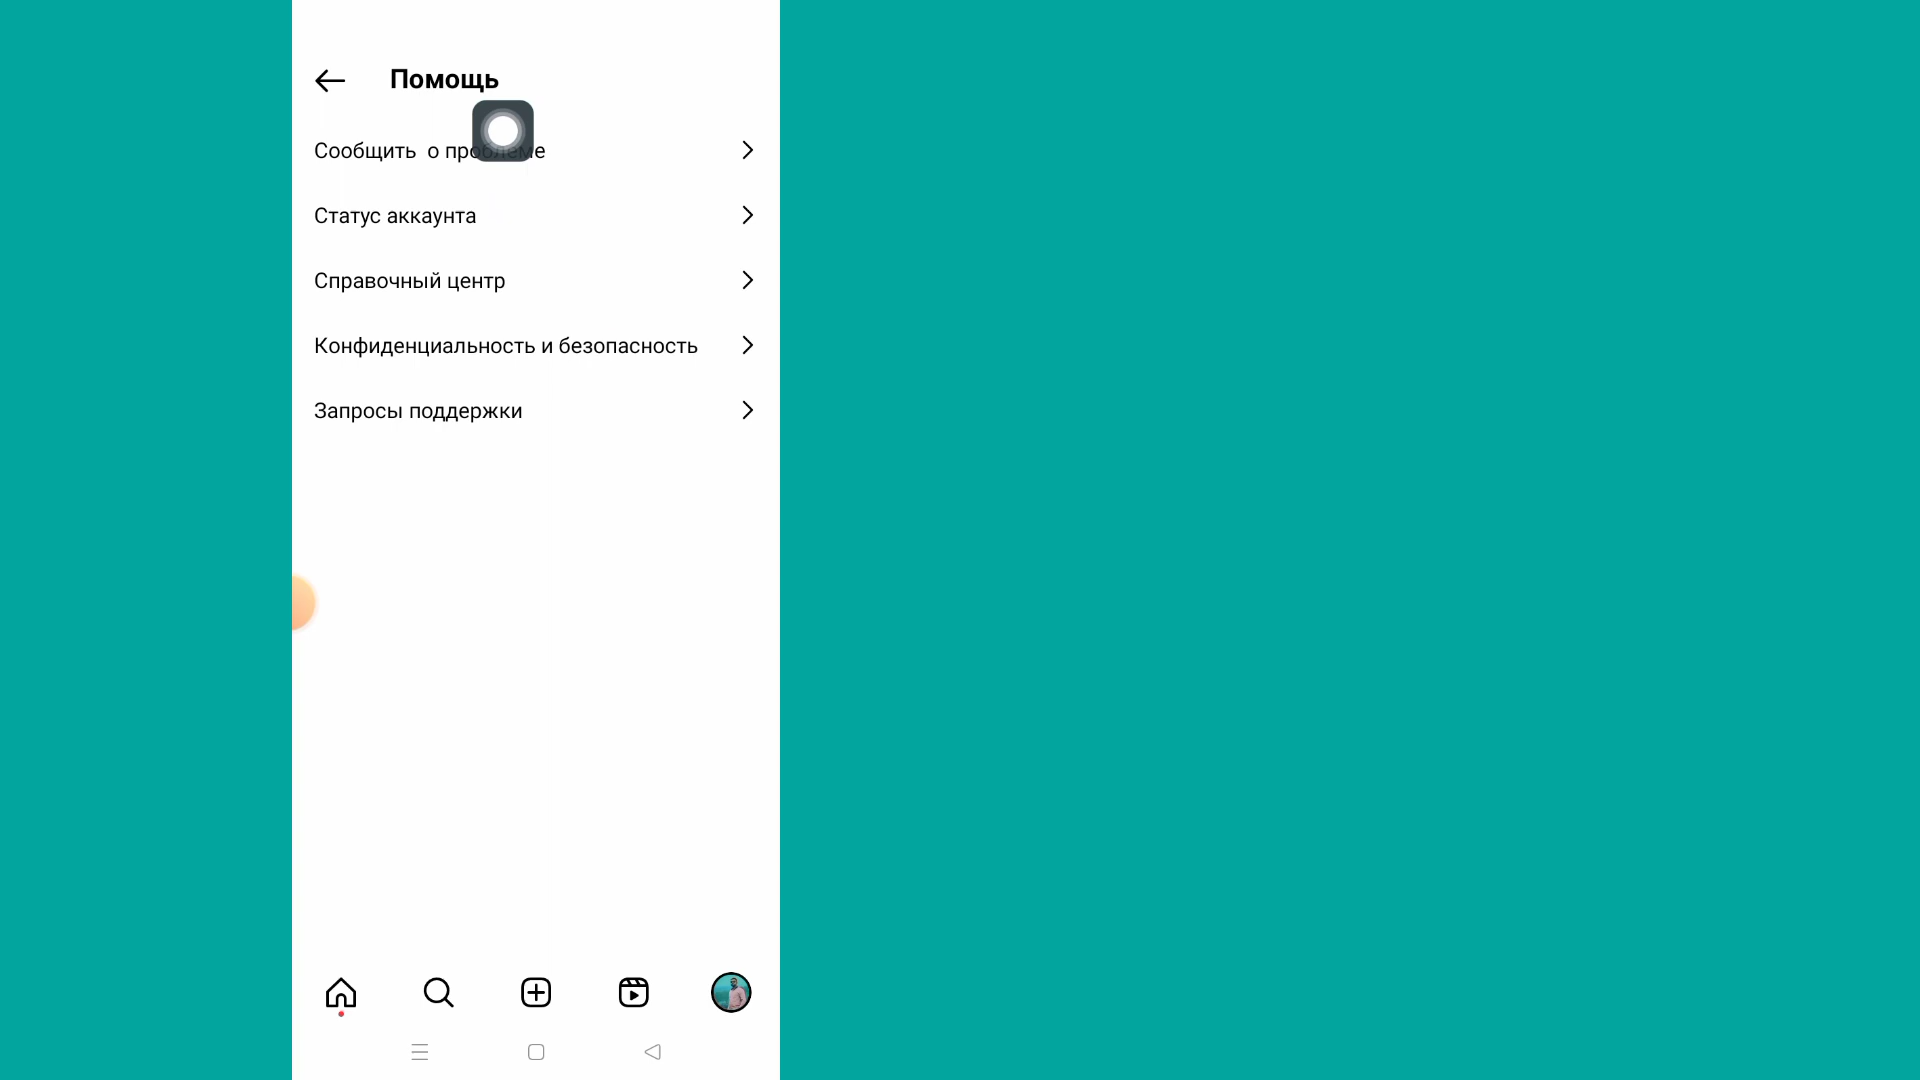 Помощь
Сообщить о проблеме
Статус аккаунта
Справочный центр
Конфиденциальность и безопасность
Запросы поддержки